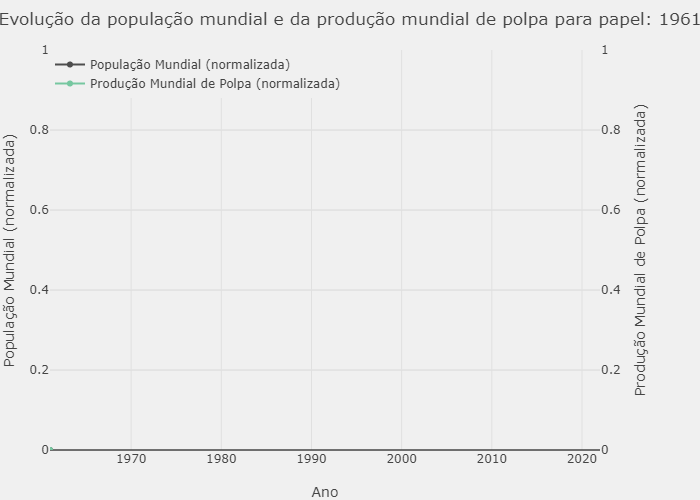 Evolução da população mundial e da produção mundial de polpa para papel: 1961
População Mundial (normalizada)
Produção Mundial de Polpa (normalizada)
1
0.8
0.6
0.4
0.2
0
População Mundial (normalizada)
1
0.8
0.6
0.4
0.2
0
Produção Mundial de Polpa (normalizada)
1970 1980 1990 2000 2010 2020
Ano